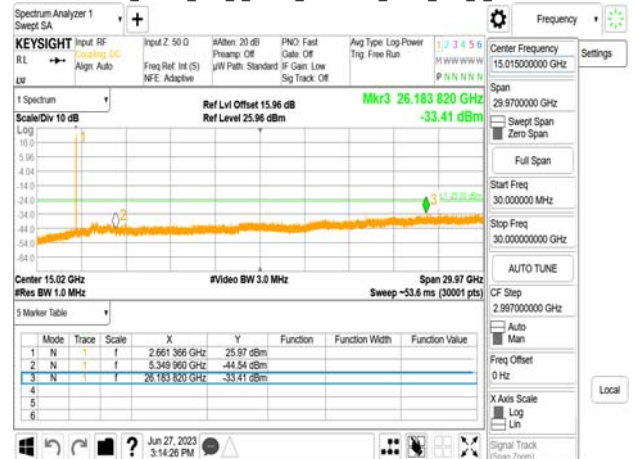 Spectrum Analyzer 1
Swept SA
Frequency
KEYSIGHT
RL
Input: RF
Coupling: DC
Align: Auto
Input Z: 50 Ω
Freq Ref: Int (S)
NFE: Adaptive
#Atten: 20 dB
Preamp: Off
µW Path: Standard
PNO: Fast
Gate: Off
IF Gain: Low
Sig Track: Off
Avg Type: Log-Power
Trig: Free Run
1 2 3 4 5 6
M W W W W W
P N N N N N
Center Frequency
15.015000000 GHz
Settings
Span
29.9700000 GHz
Swept Span
Zero Span
Full Span
Start Freq
30.000000 MHz
Stop Freq
30.000000000 GHz
AUTO TUNE
CF Step
2.997000000 GHz
Auto
Man
Freq Offset
0 Hz
X Axis Scale
Log
Lin
Local
Signal Track
(Span Zoom)
1 Spectrum
Scale/Div 10 dB
Ref Lvl Offset 15.96 dB
Ref Level 25.96 dBm
Mkr3 26.183 820 GHz
-33.41 dBm
Log
16.0
5.96
-4.04
-14.0
-24.0
-34.0
-44.0
-54.0
-64.0
1
2
3
Center 15.02 GHz
#Res BW 1.0 MHz
#Video BW 3.0 MHz
Span 29.97 GHz
Sweep ~53.6 ms (30001 pts)
5 Marker Table
Mode Trace Scale X Y Function Function Width Function Value
1 N 1 f 2.661 366 GHz 25.97 dBm
2 N 1 f 5.349 960 GHz -44.54 dBm
3 N 1 f 26.183 820 GHz -33.41 dBm
4
5
6
?
Jun 27, 2023
3:14:26 PM